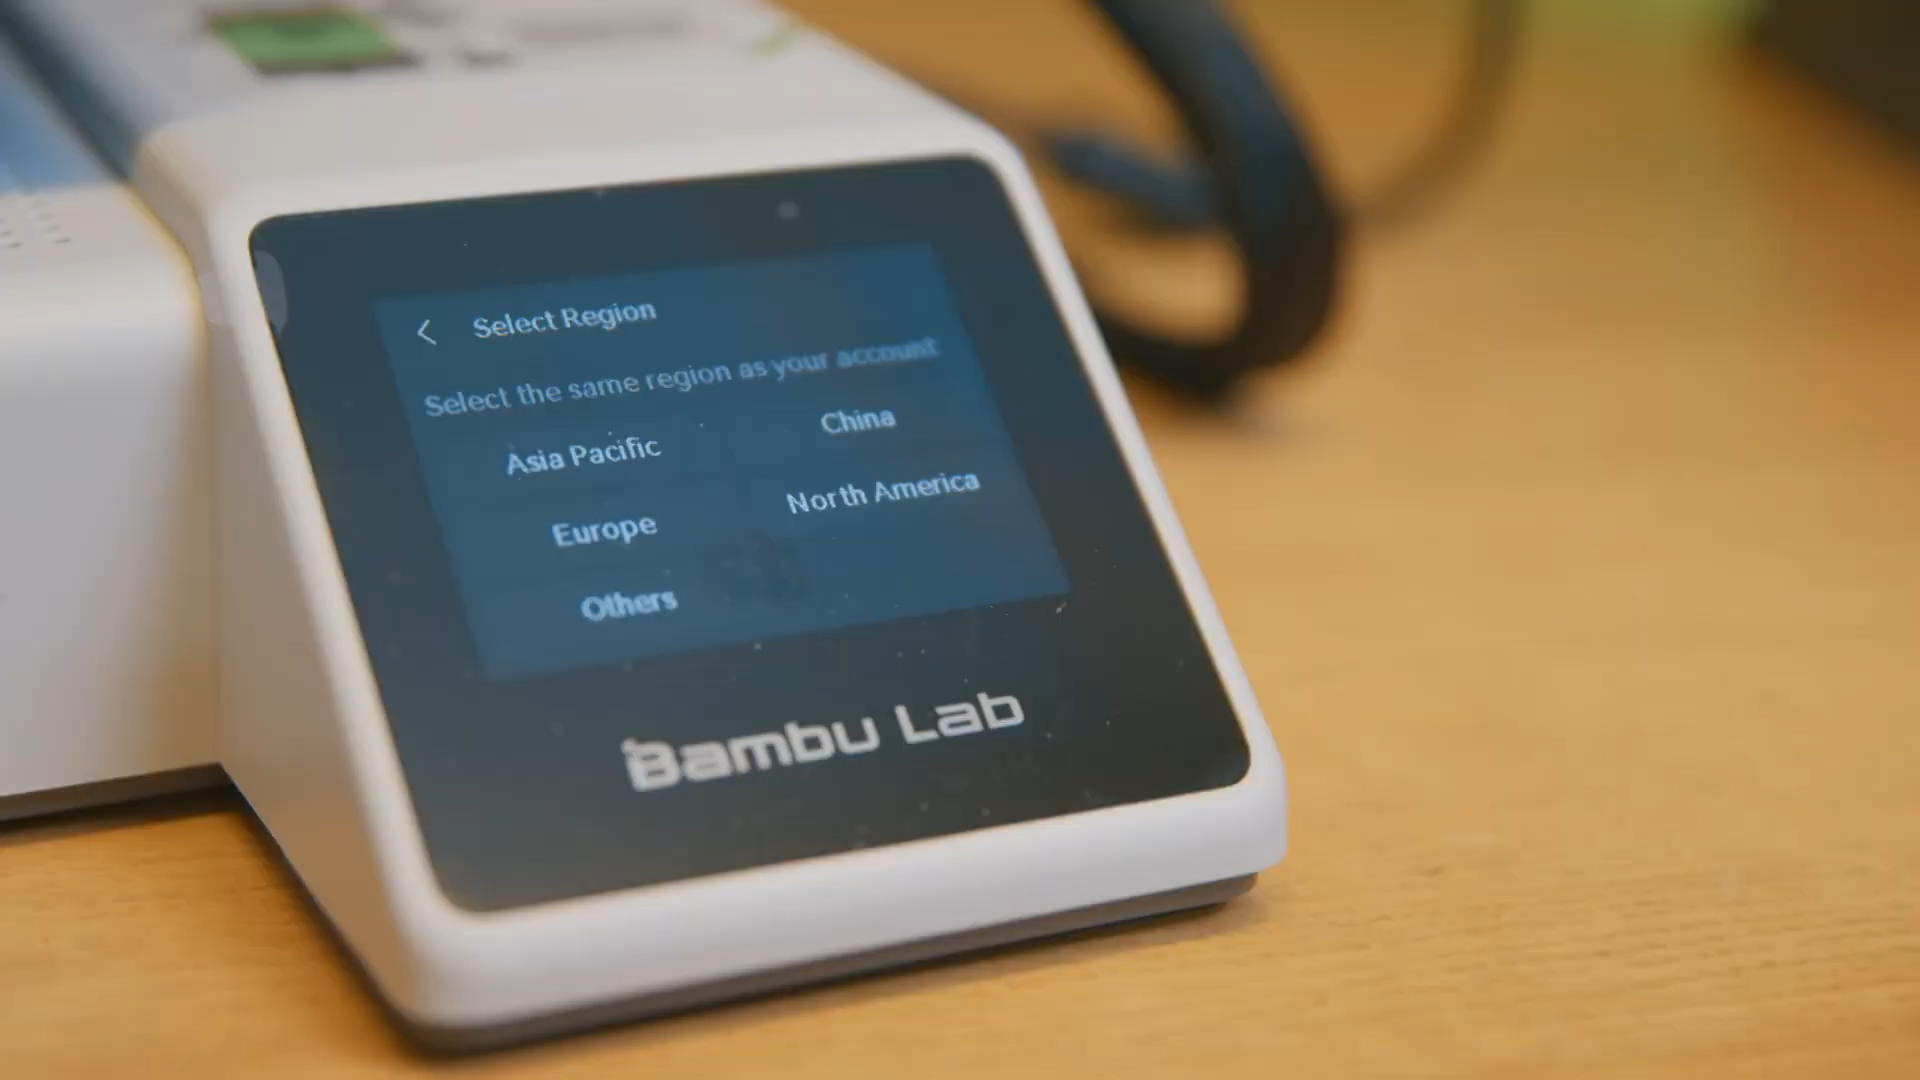 Select Region
Select the same region as your account
Asia Pacific
China
Europe
North America
Others
Bambu Lab